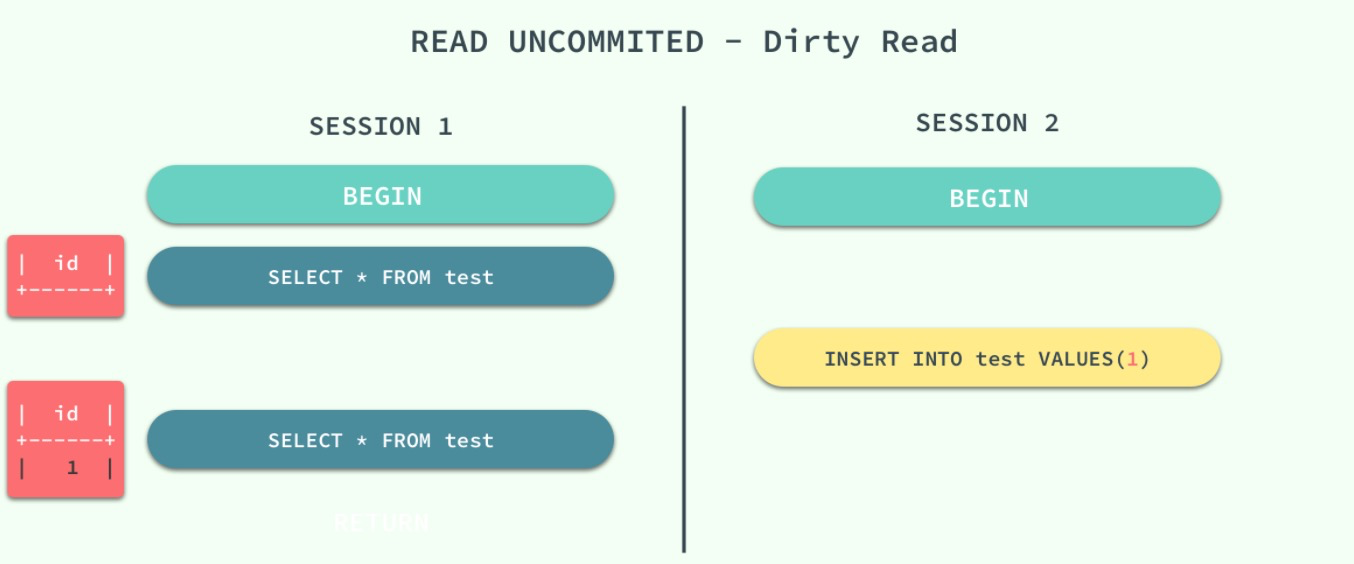 READ UNCOMMITED - Dirty Read
SESSION 1
SESSION 2
BEGIN
BEGIN
| id |
+------+
SELECT * FROM test
INSERT INTO test VALUES(1)
| id |
+------+
| 1 |
SELECT * FROM test
RETURN